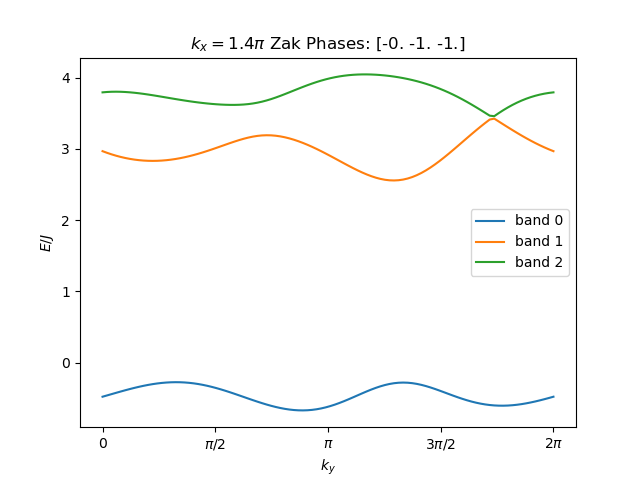 $k_x = 1.4\pi$ Zak Phases: [-0. -1. -1.]
4
3
2
1
0
E/J
band 0
band 1
band 2
0
π/2
π
3π/2
2π
$k_y$